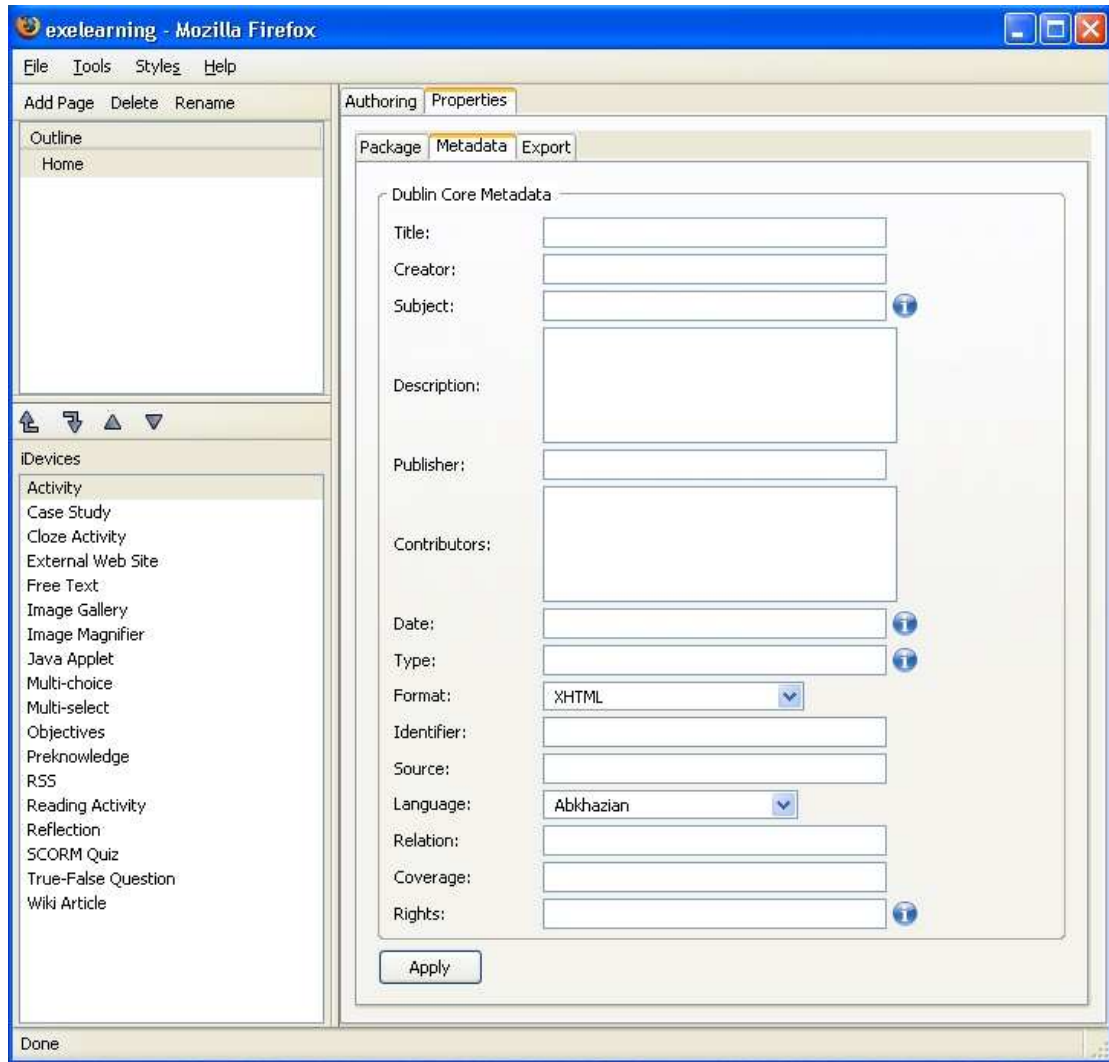 exelearning - Mozilla Firefox
File Tools Styles Help
Add Page Delete Rename
Outline
Home
iDevices
Activity
Case Study
Cloze Activity
External Web Site
Free Text
Image Gallery
Image Magnifier
Java Applet
Multi-choice
Multi-select
Objectives
Preknowledge
RSS
Reading Activity
Reflection
SCORM Quiz
True-False Question
Wiki Article
Authoring Properties
Package Metadata Export
Dublin Core Metadata
Title:
Creator:
Subject:
Description:
Publisher:
Contributors:
Date:
Type:
Format: XHTML
Identifier:
Source:
Language: Abkhazian
Relation:
Coverage:
Rights:
Apply
Done